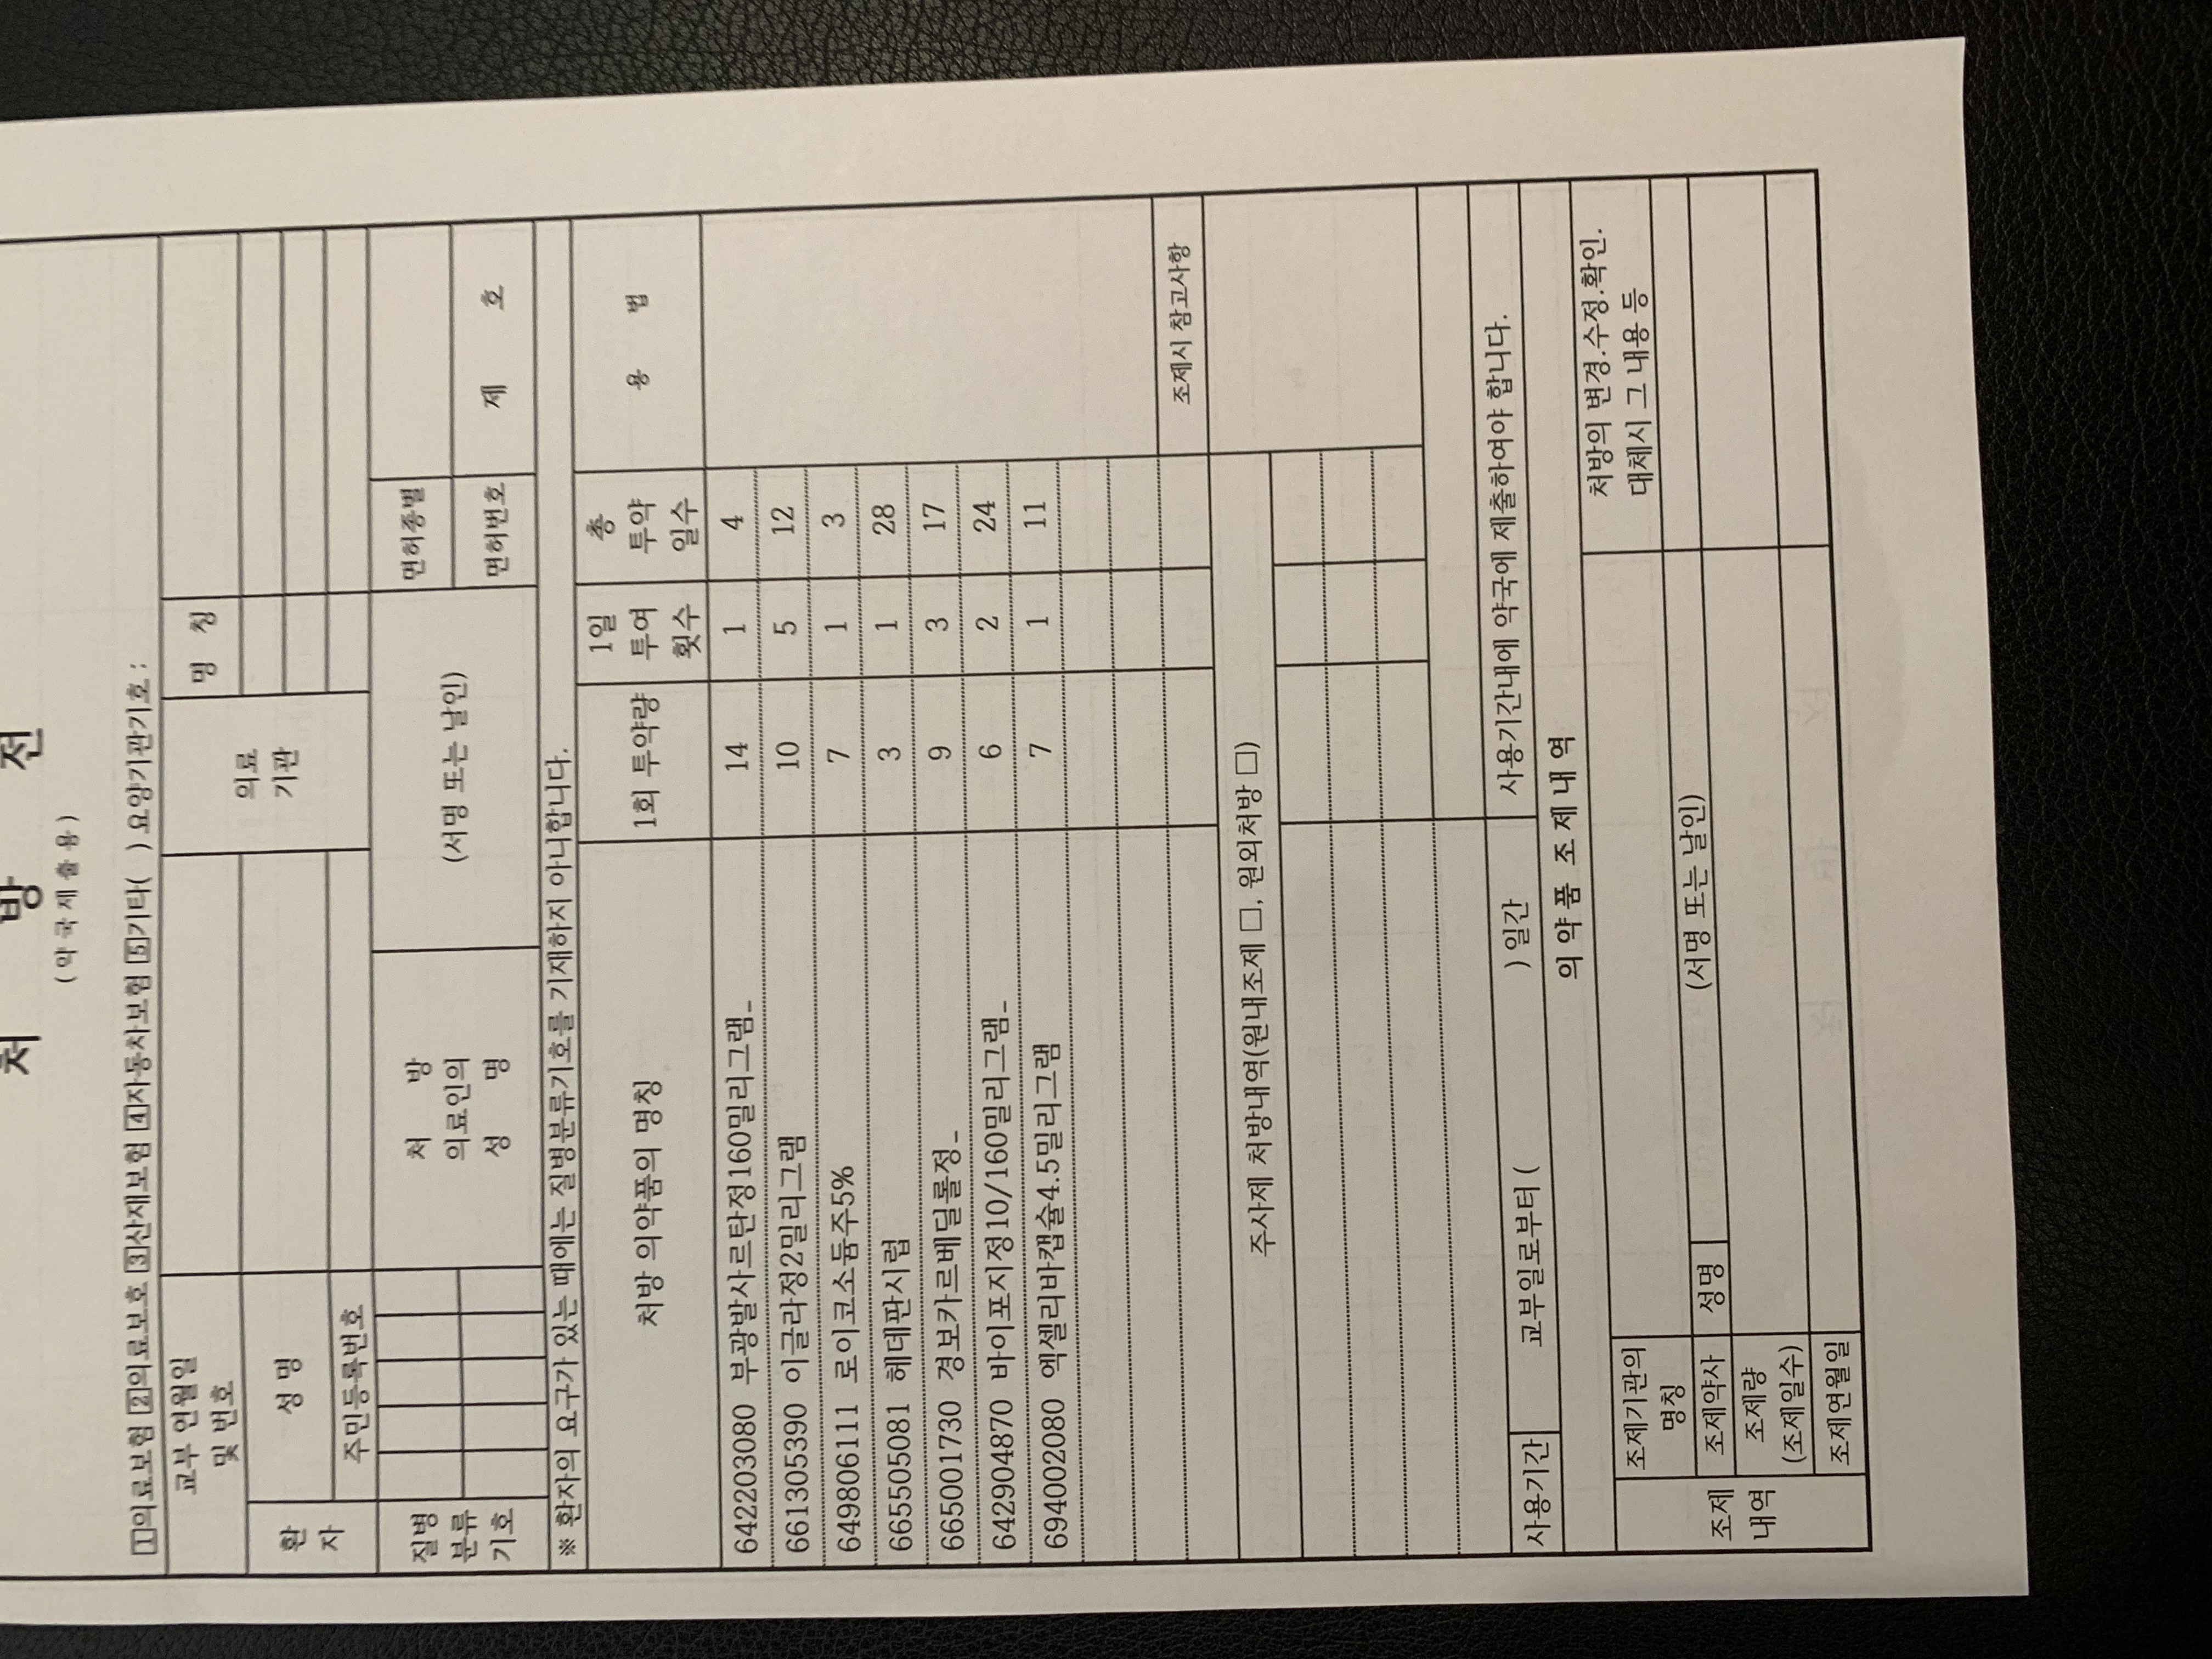 처 방 전
(약국제출용)
1의료보험 2의료보호 3산재보험 4자동차보험 5기타( ) 요양기관기호 :
교부 연월일
및 번호
의료
기관
명 칭
환
자
성 명
주민등록번호
질병
분류
기호
처 방
의료인의
성 명
(서명 또는 날인)
면허종별
면허번호
제 호
※ 환자의 요구가 있는 때에는 질병분류기호를 기재하지 아니합니다.
처방 의약품의 명칭
1회 투약량
1일
투여
횟수
총
투약
일수
용 법
642203080 부광발사르탄정160밀리그램_ 14 1 4
661305390 이글라정2밀리그램 10 5 12
649806111 로이코소듐주5% 7 1 3
665505081 헤데판시럽 3 1 28
665001730 경보카르베딜롤정_ 9 3 17
642904870 바이포지정10/160밀리그램_ 6 2 24
694002080 엑셀리바캡슐4.5밀리그램 7 1 11
조제시 참고사항
주사제 처방내역(원내조제 □, 원외처방 □)
사용기간
교부일로부터 ( ) 일간
사용기간내에 약국에 제출하여야 합니다.
의 약 품 조 제 내 역
조제
내역
조제기관의
명칭
처방의 변경.수정.확인.
대체시 그 내용 등
조제약사
성명
(서명 또는 날인)
조제량
(조제일수)
조제연월일